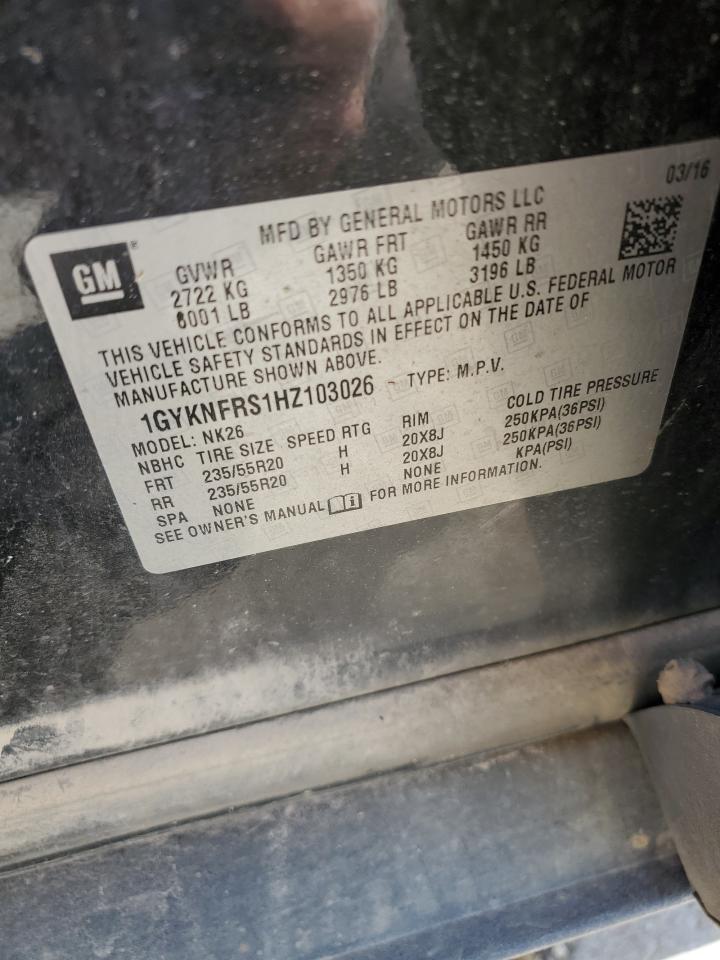 03/16
MFD BY GENERAL MOTORS LLC
GM®
GVWR GAWR FRT GAWR RR
2722 KG 1350 KG 1450 KG
6001 LB 2976 LB 3196 LB
THIS VEHICLE CONFORMS TO ALL APPLICABLE U.S. FEDERAL MOTOR
VEHICLE SAFETY STANDARDS IN EFFECT ON THE DATE OF
MANUFACTURE SHOWN ABOVE.
1GYKNFRS1HZ103026 TYPE: M.P.V.
MODEL: NK26
NBHC TIRE SIZE SPEED RTG RIM COLD TIRE PRESSURE
FRT 235/55R20 H 20X8J 250KPA(36PSI)
RR 235/55R20 H 20X8J 250KPA(36PSI)
SPA NONE NONE KPA(PSI)
SEE OWNER'S MANUAL FOR MORE INFORMATION.